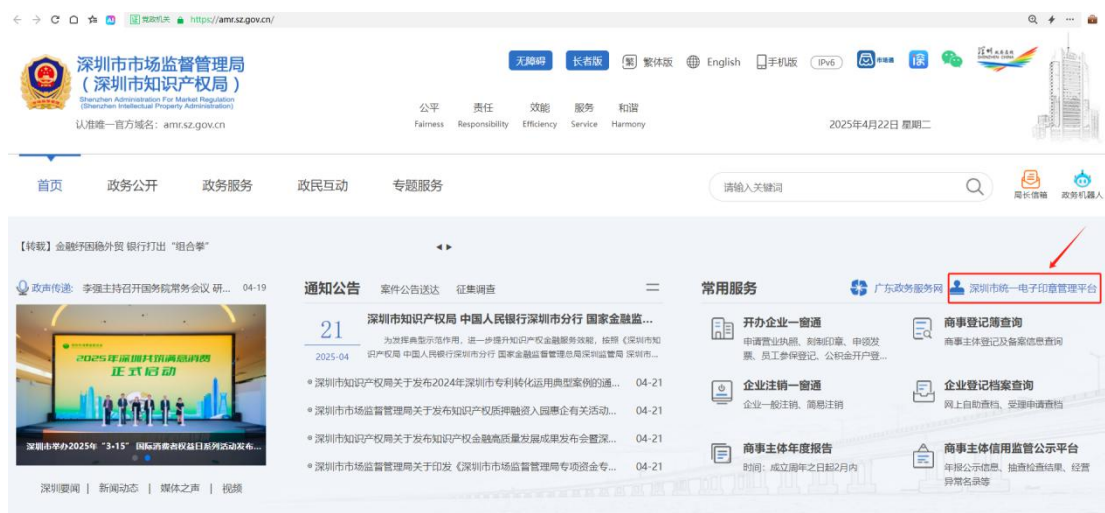 党政机关 https://amr.sz.gov.cn/
深圳市市场监督管理局
(深圳市知识产权局)
Shenzhen Administration For Market Regulation
(Shenzhen Intellectual Property Administration)
认准唯一官方域名：amr.sz.gov.cn
无障碍 长者版 繁 繁体版 English 手机版 IPv6 市场通
公平 责任 效能 服务 和谐
Fairness Responsibility Efficiency Service Harmony
2025年4月22日 星期二
首页 政务公开 政务服务 政民互动 专题服务
请输入关键词
局长信箱 政务机器人
【转载】金融纾困稳外贸 银行打出“组合拳”
政声传递: 李强主持召开国务院常务会议 研... 04-19
2025年深圳共筑满意消费
正式启动
深圳市举办2025年“3·15”国际消费者权益日系列活动发布...
深圳要闻 | 新闻动态 | 媒体之声 | 视频
通知公告 案件公告送达 征集调查
21
2025-04
深圳市知识产权局 中国人民银行深圳市分行 国家金融监...
为发挥典型示范作用，进一步提升知识产权金融服务效能，按照《深圳市知
识产权局 中国人民银行深圳市分行 国家金融监督管理总局深圳监管局 深圳市...
深圳市知识产权局关于发布2024年深圳市专利转化运用典型案例的通... 04-21
深圳市市场监督管理局关于发布知识产权质押融资入园惠企有关活动... 04-21
深圳市市场监督管理局关于发布知识产权金融高质量发展成果发布会暨深... 04-21
深圳市市场监督管理局关于印发《深圳市市场监督管理局专项资金专... 04-21
常用服务
广东政务服务网 深圳市统一电子印章管理平台
开办企业一窗通
申请营业执照、刻制印章、申领发
票、员工参保登记、公积金开户登...
商事登记簿查询
商事主体登记及备案信息查询
企业注销一窗通
企业一般注销、简易注销
企业登记档案查询
网上自助查档、受理申请查档
商事主体年度报告
时间：成立周年之日起2月内
商事主体信用监管公示平台
年报公示信息、抽查检查结果、经营
异常名录等